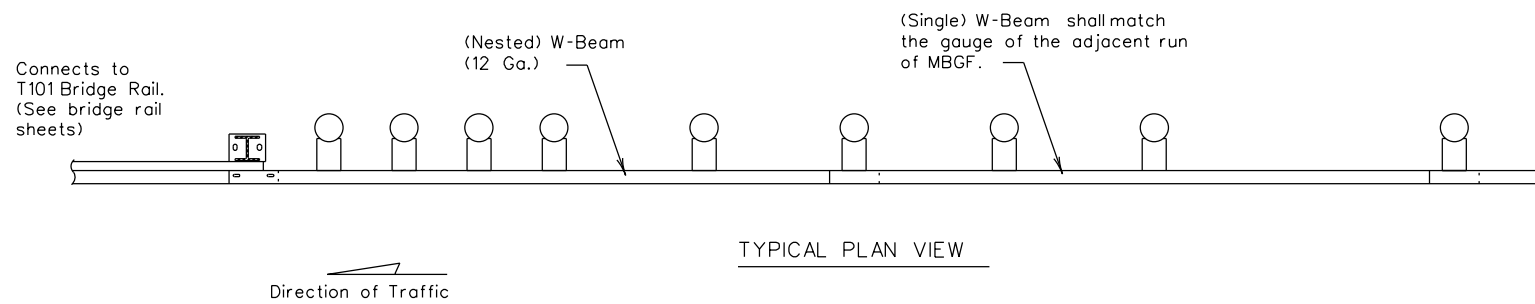 Connects to
T101 Bridge Rail.
(See bridge rail
sheets)
(Nested) W-Beam
(12 Ga.)
(Single) W-Beam shall match
the gauge of the adjacent run
of MBGF.
TYPICAL PLAN VIEW
Direction of Traffic